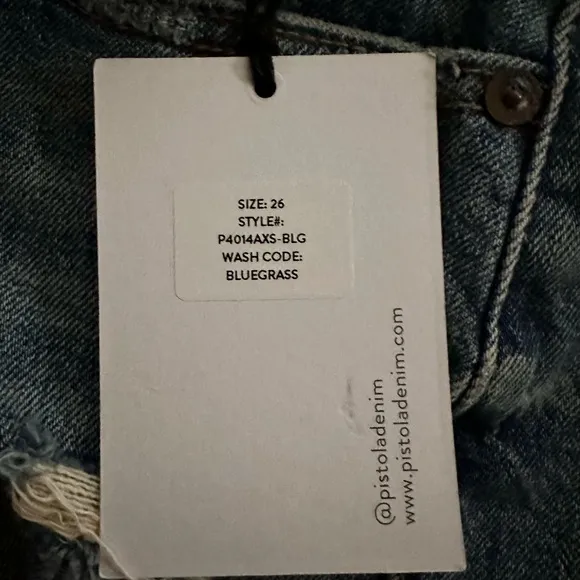 SIZE: 26
STYLE#:
P4014AXS-BLG
WASH CODE:
BLUEGRASS
@pistoladenim
www.pistoladenim.com